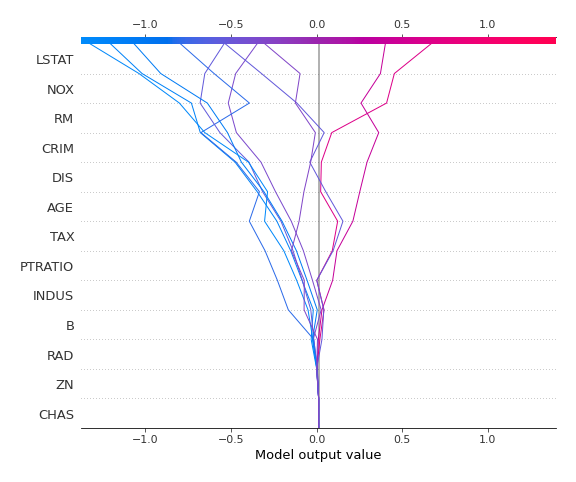 −1.0 −0.5 0.0 0.5 1.0
LSTAT
NOX
RM
CRIM
DIS
AGE
TAX
PTRATIO
INDUS
B
RAD
ZN
CHAS
−1.0 −0.5 0.0 0.5 1.0
Model output value